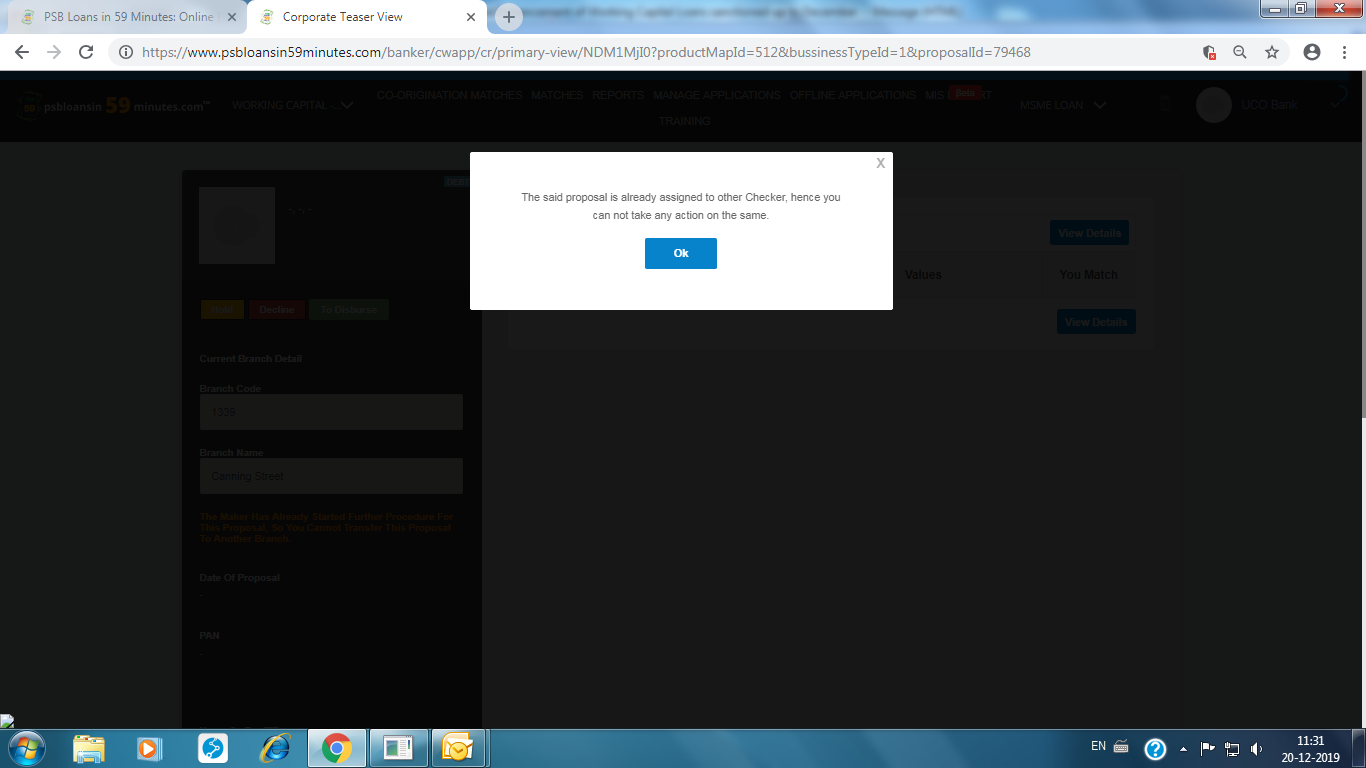 PSB Loans in 59 Minutes: Online
Corporate Teaser View
https://www.psbloansin59minutes.com/banker/cwapp/cr/primary-view/NDM1MjI0?productMapId=512&bussinessTypeId=1&proposalId=79468
psbloansin 59 minutes.com™
WORKING CAPITAL -...
CO-ORIGINATION MATCHES MATCHES REPORTS MANAGE APPLICATIONS OFFLINE APPLICATIONS MIS
Beta
TRAINING
MSME LOAN
UCO Bank
X
The said proposal is already assigned to other Checker, hence you
can not take any action on the same.
Ok
View Details
Values You Match
View Details
Hold Decline To Disburse
Current Branch Detail
Branch Code
1339
Branch Name
Canning Street
The Maker Has Already Started Further Procedure For
This Proposal, So You Cannot Transfer This Proposal
To Another Branch
Date Of Proposal
-
PAN
-
EN
11:31
20-12-2019